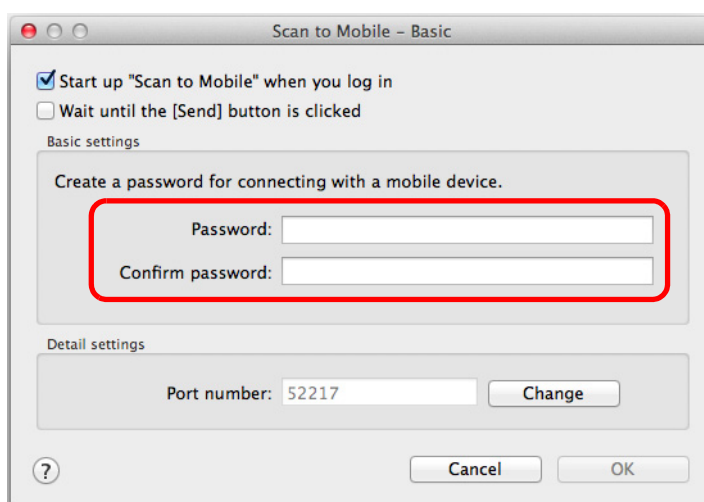 Scan to Mobile – Basic
Start up "Scan to Mobile" when you log in
Wait until the [Send] button is clicked
Basic settings
Create a password for connecting with a mobile device.
Password:
Confirm password:
Detail settings
Port number: 52217 Change
? Cancel OK